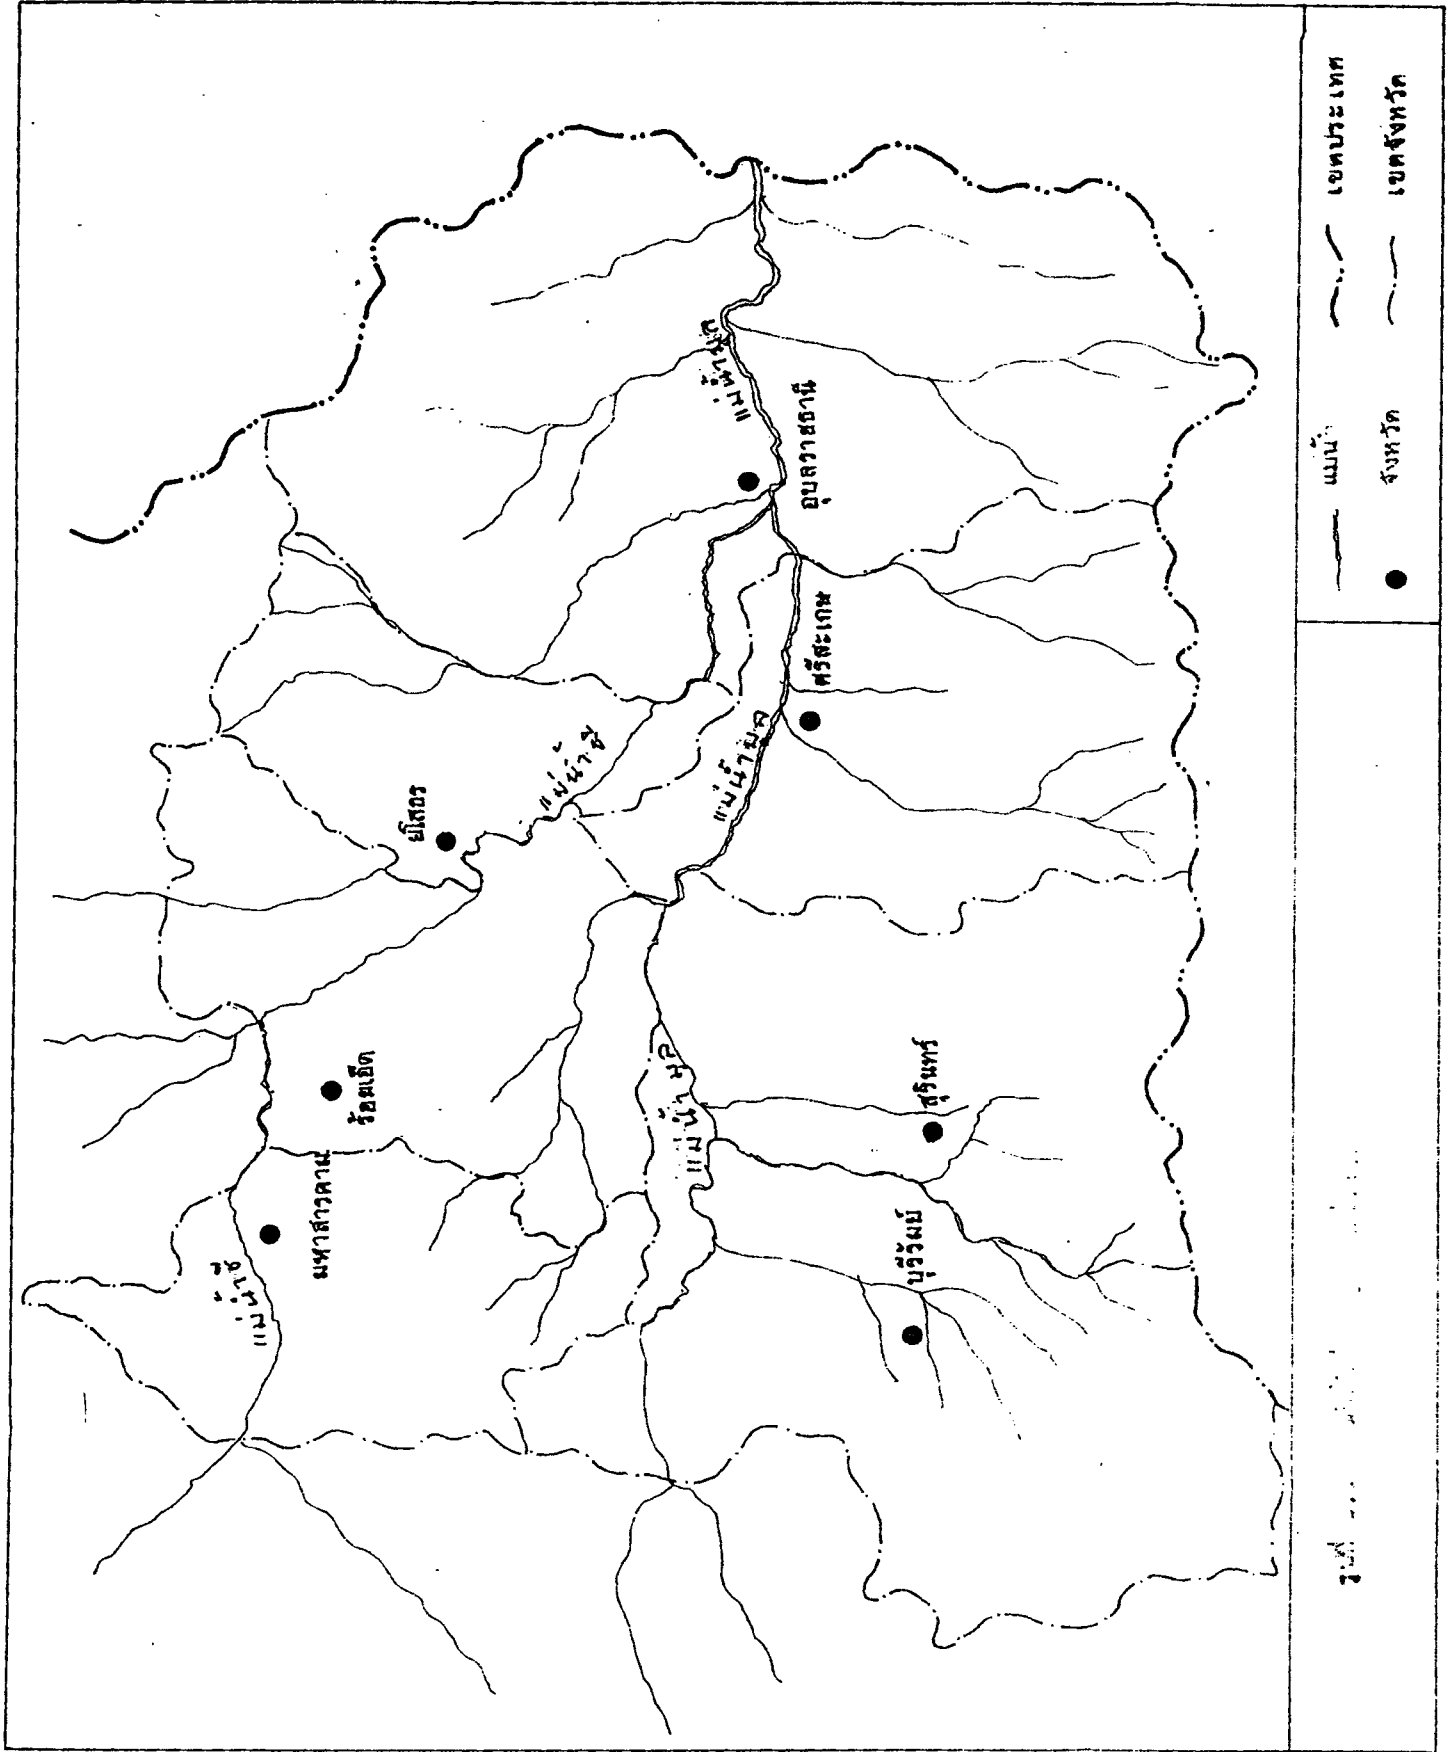 แม่น้ำชี
มหาสารคาม
ร้อยเอ็ด
ยโสธร
แม่น้ำชี
แม่น้ำมูล
แม่น้ำมูล
แม่น้ำมูล
อุบลราชธานี
ศรีสะเกษ
บุรีรัมย์
สุรินทร์
รูปที่
แม่น้ำ
เขตประเทศ
จังหวัด
เขตจังหวัด